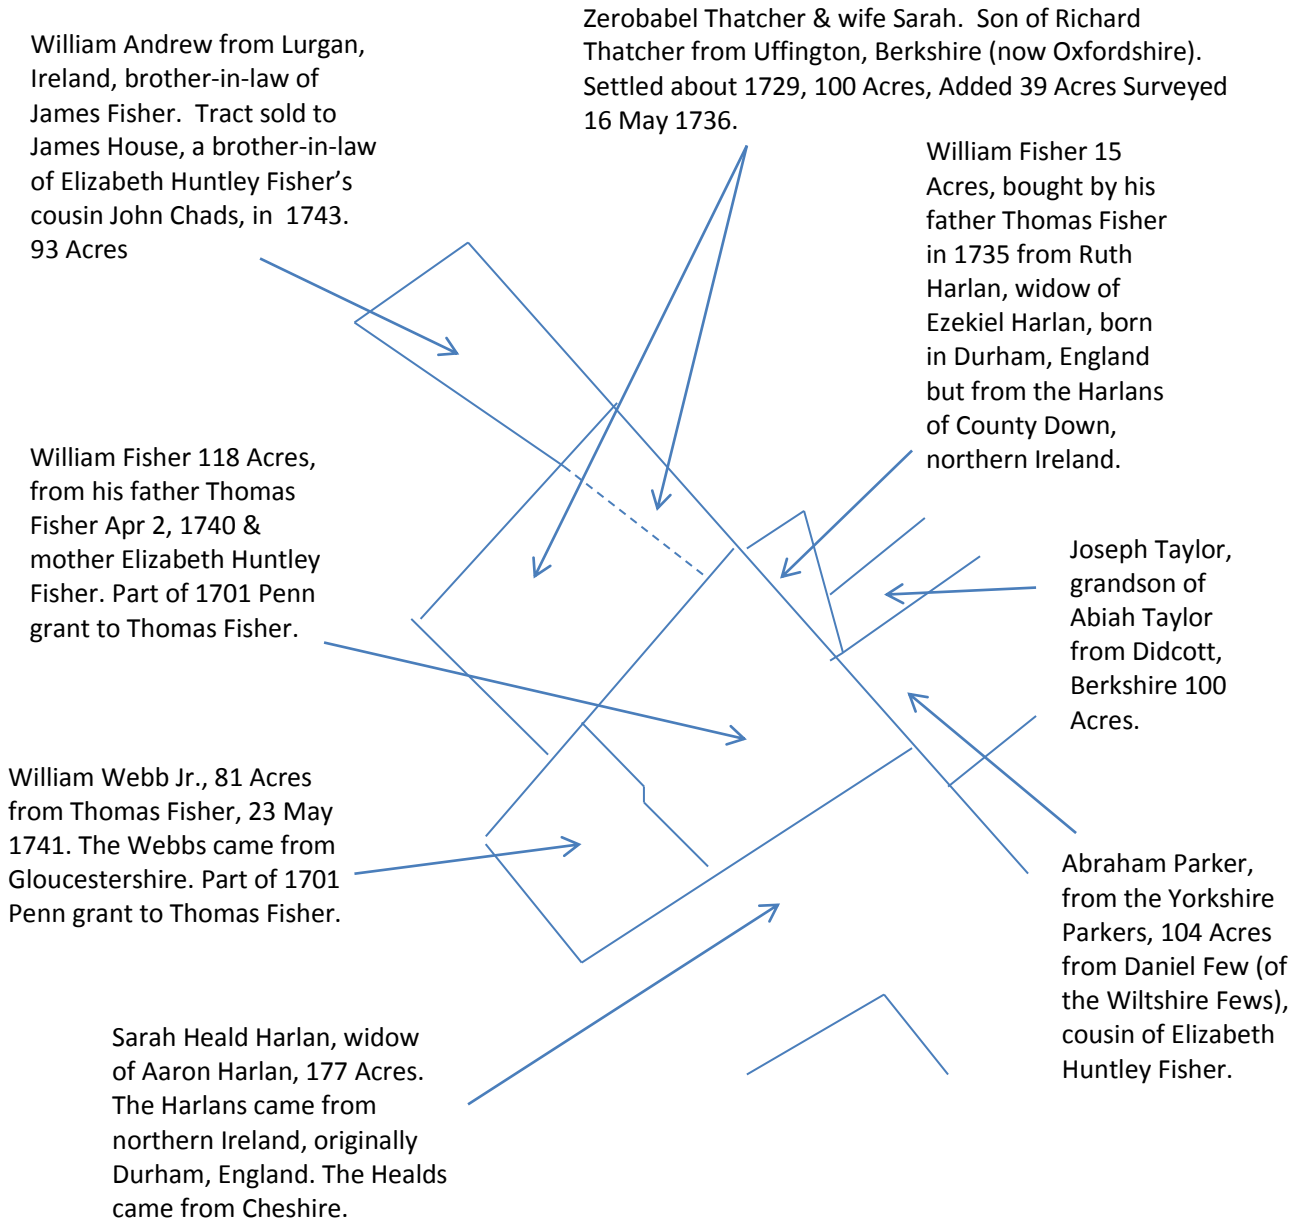 Zerobabel Thatcher & wife Sarah. Son of Richard
Thatcher from Uffington, Berkshire (now Oxfordshire).
Settled about 1729, 100 Acres, Added 39 Acres Surveyed
16 May 1736.
William Andrew from Lurgan,
Ireland, brother-in-law of
James Fisher. Tract sold to
James House, a brother-in-law
of Elizabeth Huntley Fisher’s
cousin John Chads, in 1743.
93 Acres
William Fisher 15
Acres, bought by his
father Thomas Fisher
in 1735 from Ruth
Harlan, widow of
Ezekiel Harlan, born
in Durham, England
but from the Harlans
of County Down,
northern Ireland.
William Fisher 118 Acres,
from his father Thomas
Fisher Apr 2, 1740 &
mother Elizabeth Huntley
Fisher. Part of 1701 Penn
grant to Thomas Fisher.
Joseph Taylor,
grandson of
Abiah Taylor
from Didcott,
Berkshire 100
Acres.
William Webb Jr., 81 Acres
from Thomas Fisher, 23 May
1741. The Webbs came from
Gloucestershire. Part of 1701
Penn grant to Thomas Fisher.
Abraham Parker,
from the Yorkshire
Parkers, 104 Acres
from Daniel Few (of
the Wiltshire Fews),
cousin of Elizabeth
Huntley Fisher.
Sarah Heald Harlan, widow
of Aaron Harlan, 177 Acres.
The Harlans came from
northern Ireland, originally
Durham, England. The Healds
came from Cheshire.